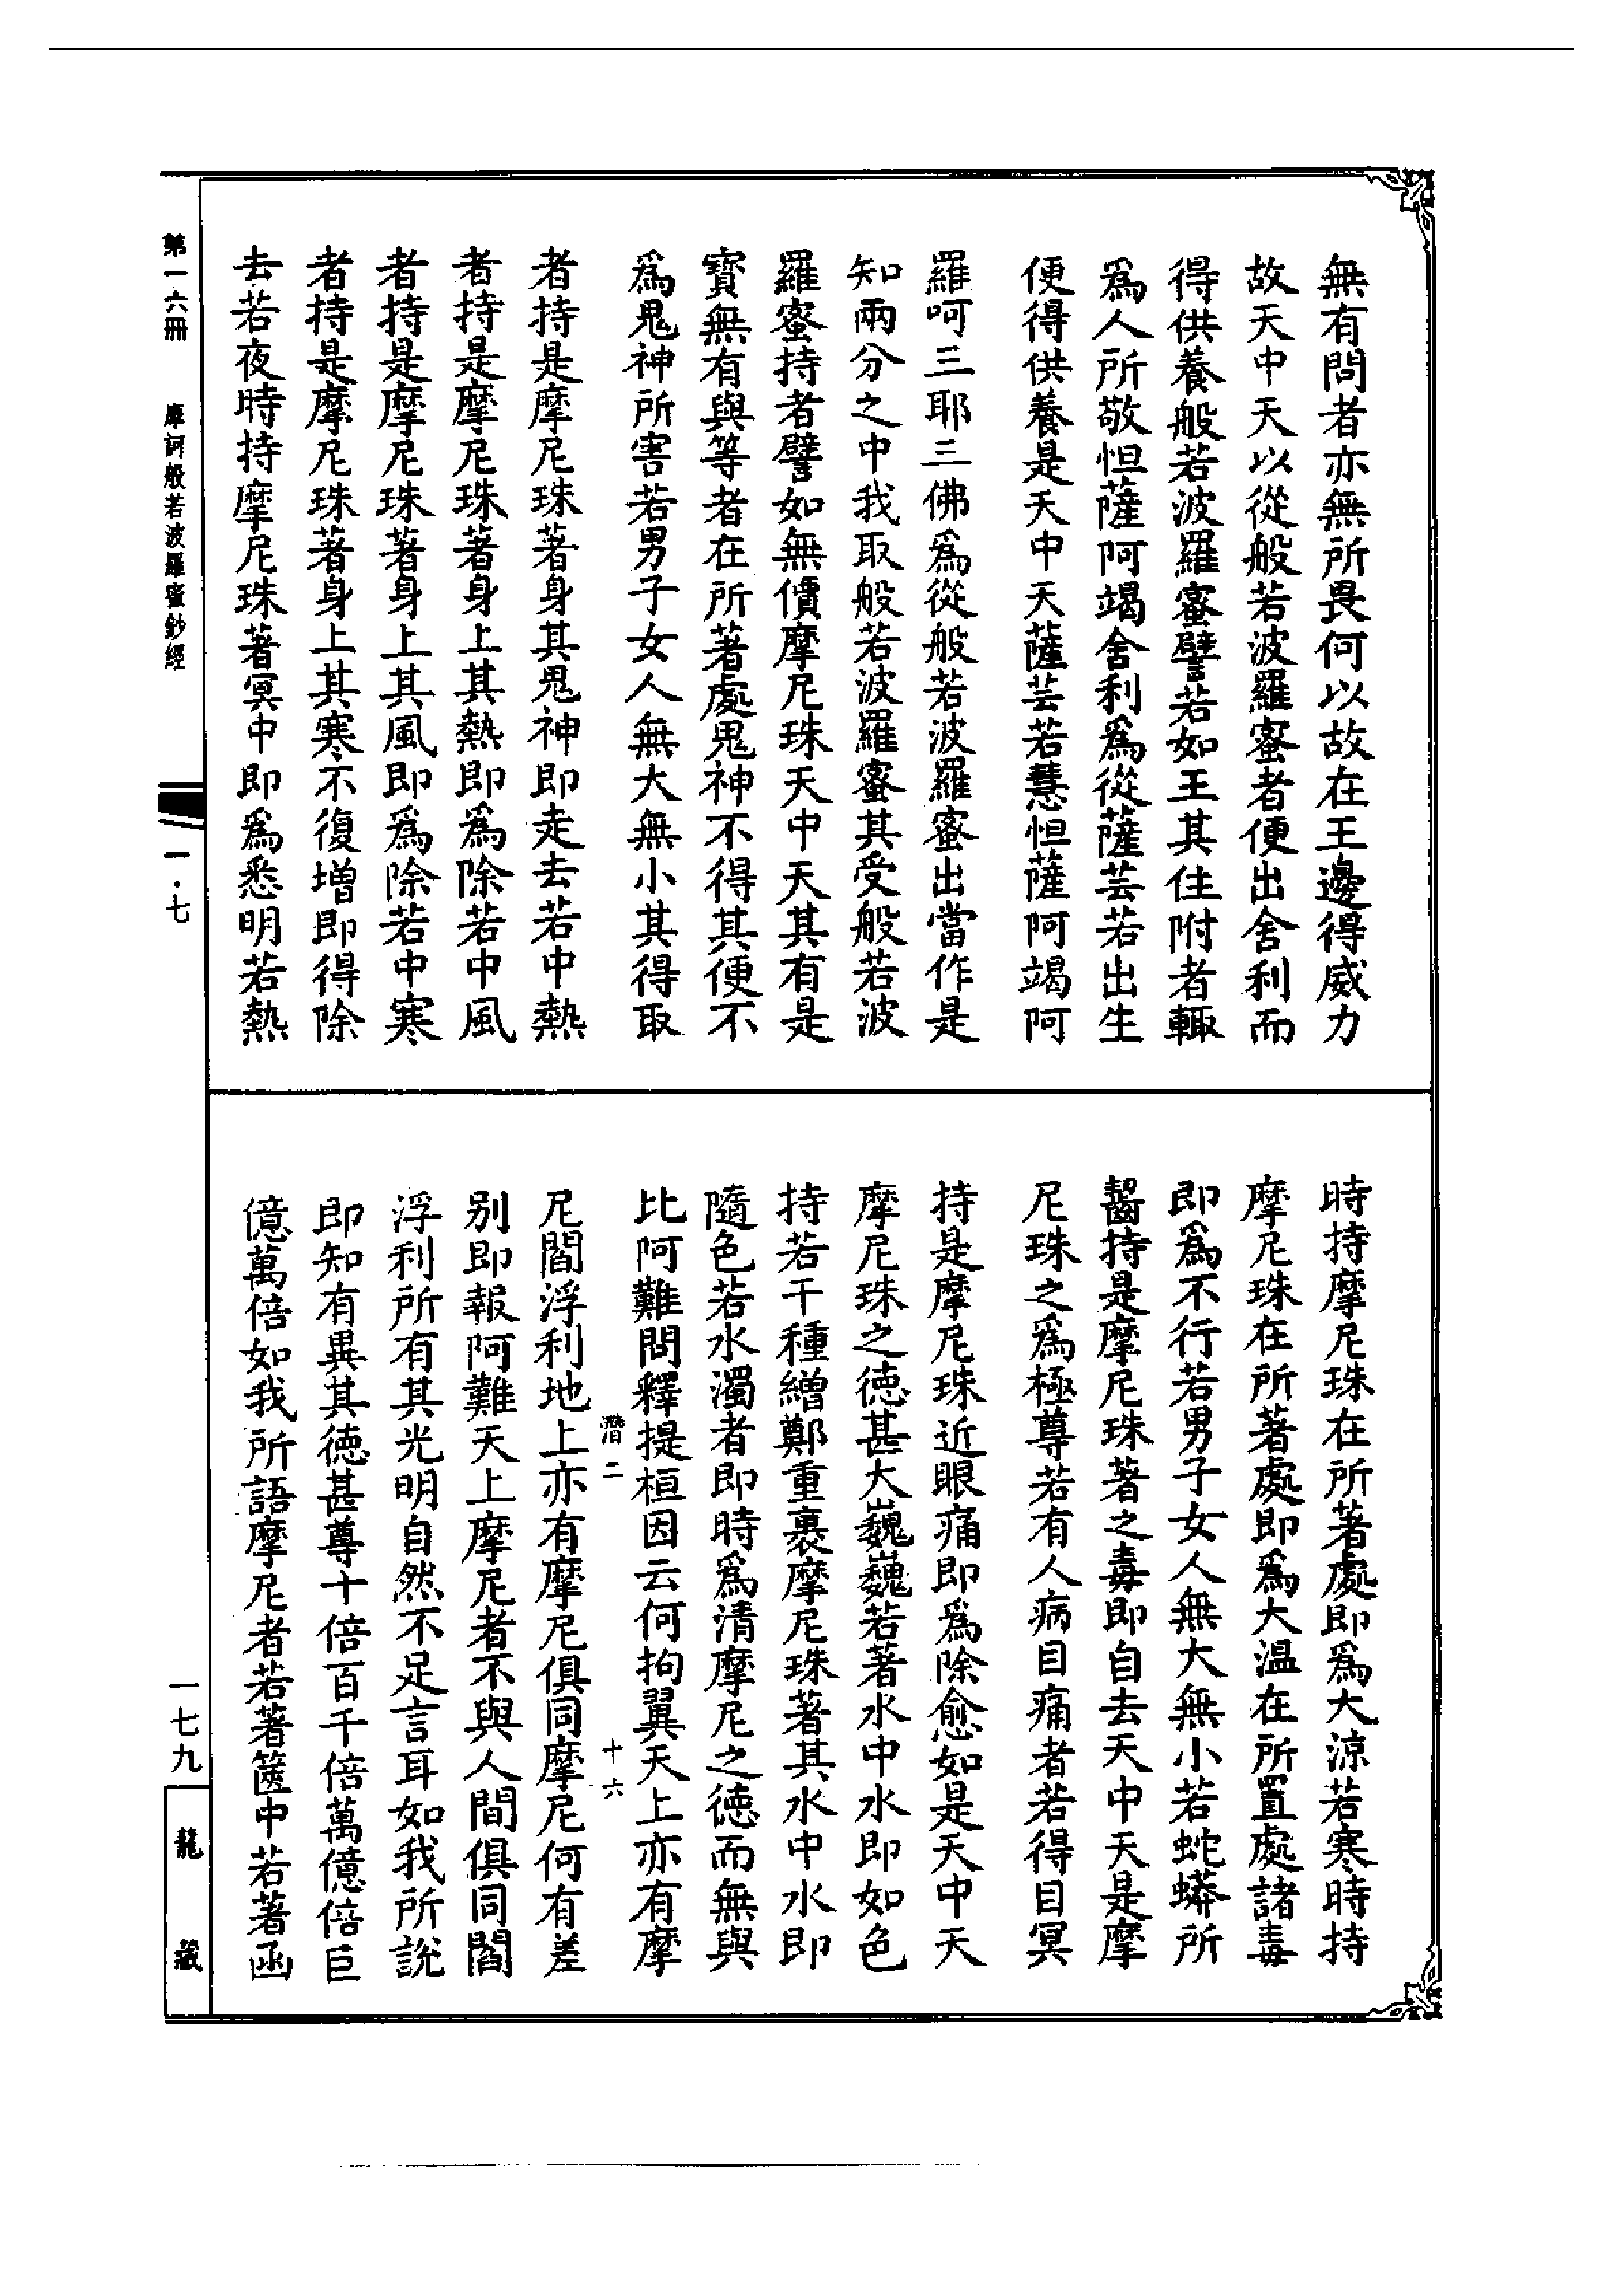 無有問者亦無所畏何以故在王邊得威力
故天中天以從般若波羅蜜者便出舍利而
得供養般若波羅蜜譬若如王其住附者輙
爲人所敬怛薩阿竭舍利爲從薩芸若出生
便得供養是天中天薩芸若慧怛薩阿竭阿
羅呵三耶三佛爲從般若波羅蜜出當作是
知兩分之中我取般若波羅蜜其受般若波
羅蜜持者譬如無價摩尼珠天中天其有是
寶無有與等者在所著處鬼神不得其便不
爲鬼神所害若男子女人無大無小其得取
者持是摩尼珠著身其鬼神即走去若中熱
者持是摩尼珠著身上其熱即爲除若中風
者持是摩尼珠著身上其風即爲除若中寒
者持是摩尼珠著身上其寒不復增即得除
去若夜時持摩尼珠著冥中即爲悉明若熱
時持摩尼珠在所著處即爲大涼若寒時持
摩尼珠在所著處即爲大温在所置處諸毒
即爲不行若男子女人無大無小若蛇蟒所
齧持是摩尼珠著之毒即自去天中天是摩
尼珠之爲極尊若有人病目痛者若得目冥
持是摩尼珠近眼痛即爲除愈如是天中天
摩尼珠之德甚大巍巍若著水中水即如色
持若干種繒鄭重裹摩尼珠著其水中水即
隨色若水濁者即時爲清摩尼之德而無與
比阿難問釋提桓因云何拘翼天上亦有摩
潛二 十六
尼閻浮利地上亦有摩尼俱同摩尼何有差
别即報阿難天上摩尼者不與人間俱同閻
浮利所有其光明自然不足言耳如我所說
即知有異其德甚尊十倍百千倍萬億倍巨
億萬倍如我所語摩尼者若著篋中若著函
第一六冊 摩訶般若波羅蜜鈔經
一·七
一七九
龍藏